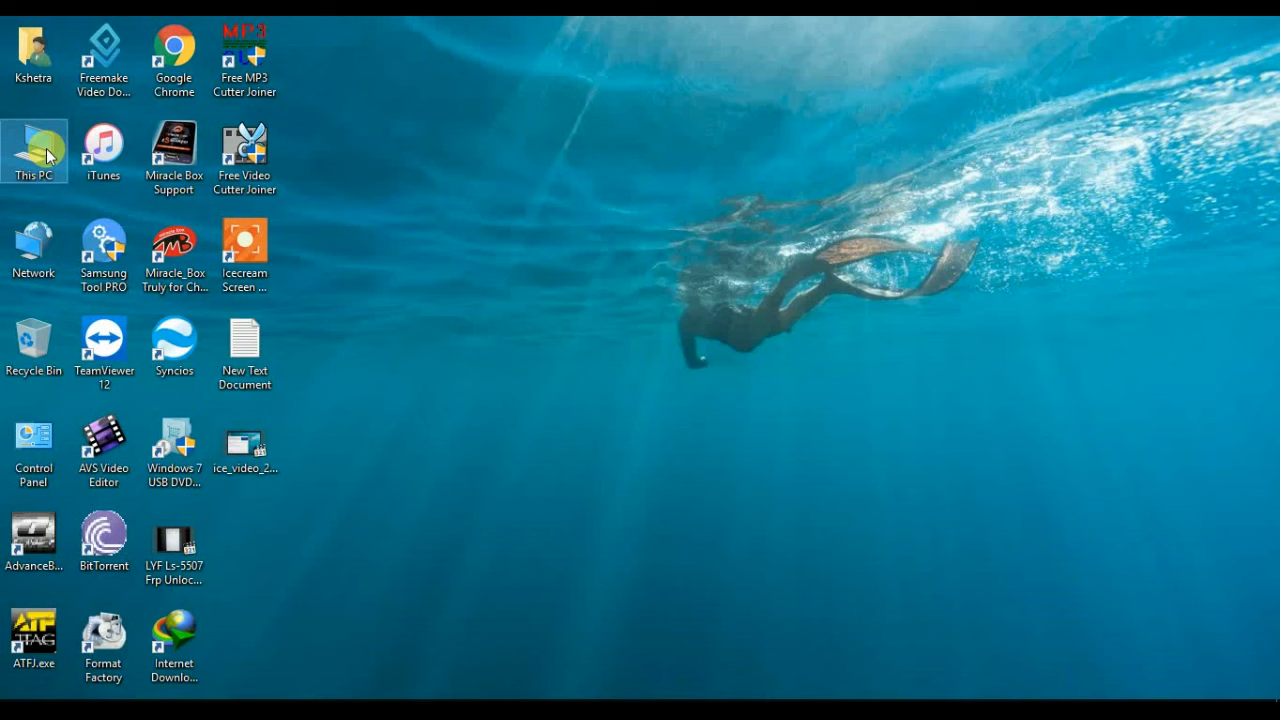 Kshetra
Freemake
Video Do...
Google
Chrome
MP3
Free MP3
Cutter Joiner
This PC
iTunes
Miracle Box
Support
Free Video
Cutter Joiner
Network
Samsung
Tool PRO
Miracle_Box
Truly for Ch...
Icecream
Screen ...
Recycle Bin
TeamViewer
12
Syncios
New Text
Document
Control
Panel
AVS Video
Editor
Windows 7
USB DVD...
ice_video_2...
AdvanceB...
BitTorrent
LYF Ls-5507
Frp Unloc...
ATF
JTAG
ATFJ.exe
Format
Factory
Internet
Downlo...